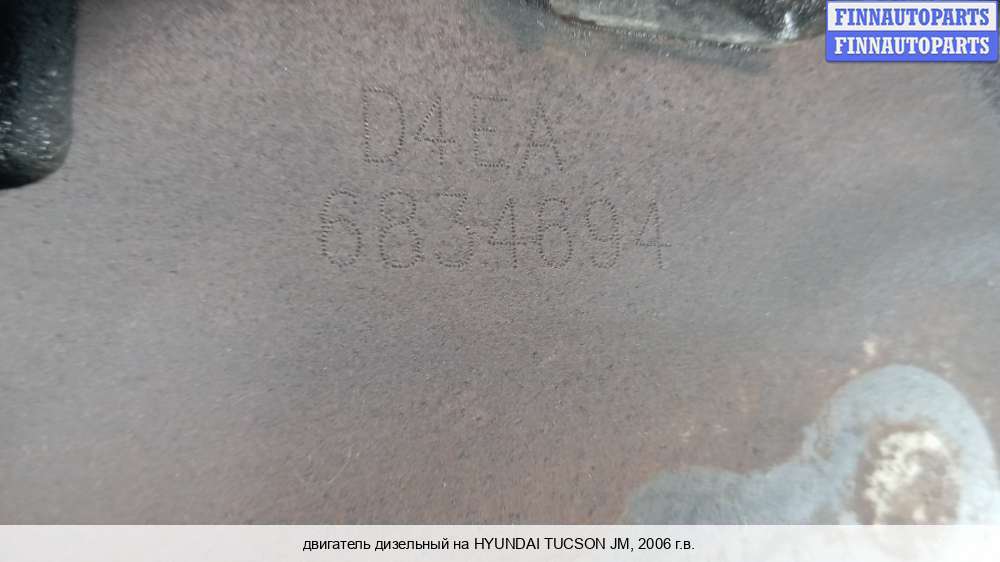 FINNAUTOPARTS
FINNAUTOPARTS
D4EA
6834694
двигатель дизельный на HYUNDAI TUCSON JM, 2006 г.в.